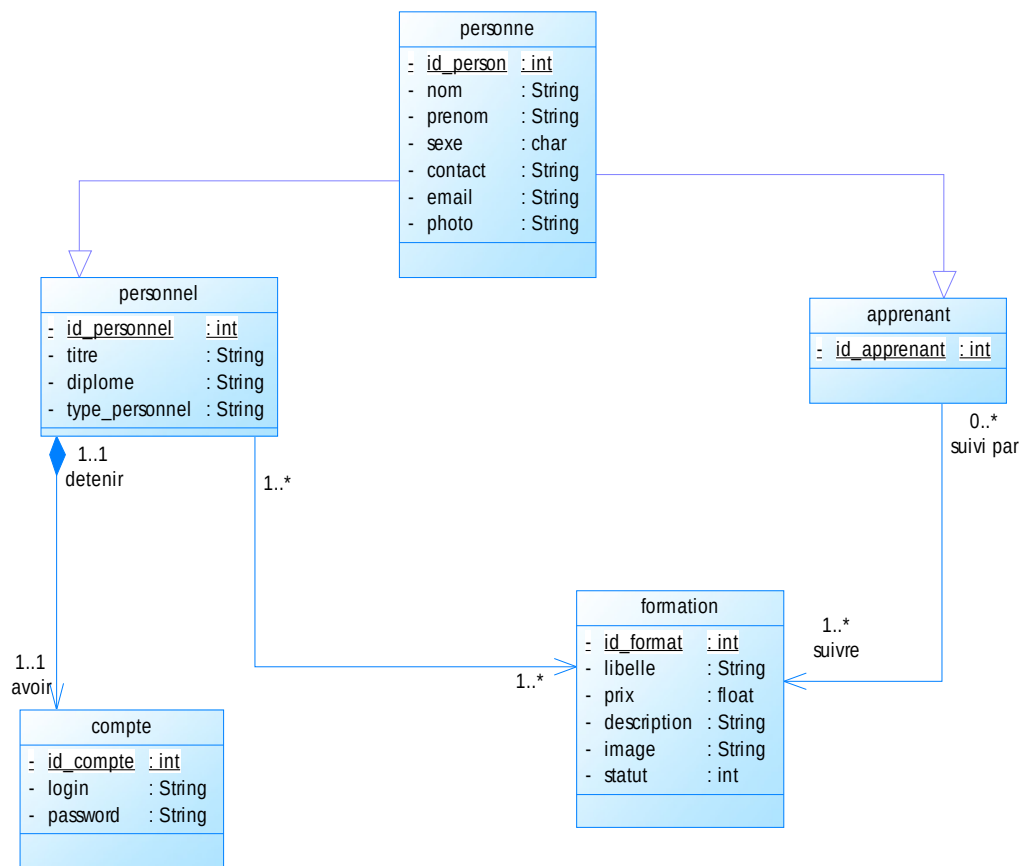 personne
- id_person : int
- nom : String
- prenom : String
- sexe : char
- contact : String
- email : String
- photo : String
personnel
- id_personnel : int
- titre : String
- diplome : String
- type_personnel : String
apprenant
- id_apprenant : int
1..1
detenir
1..*
0..*
suivi par
1..1
avoir
1..*
1..*
suivre
formation
- id_format : int
- libelle : String
- prix : float
- description : String
- image : String
- statut : int
compte
- id_compte : int
- login : String
- password : String